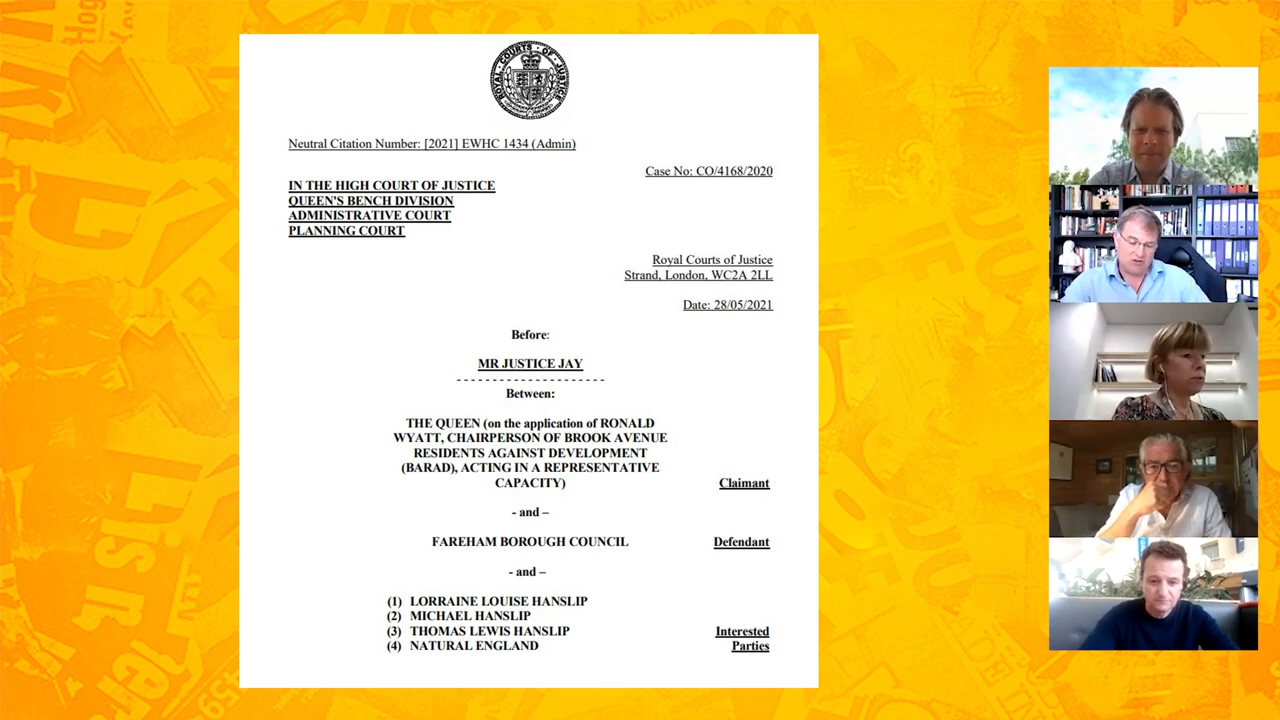 ROYAL COURTS OF JUSTICE
Neutral Citation Number: [2021] EWHC 1434 (Admin)
Case No: CO/4168/2020
IN THE HIGH COURT OF JUSTICE
QUEEN'S BENCH DIVISION
ADMINISTRATIVE COURT
PLANNING COURT
Royal Courts of Justice
Strand, London, WC2A 2LL
Date: 28/05/2021
Before:
MR JUSTICE JAY
- - - - - - - - - - - - - - - - - - - - -
Between:
THE QUEEN (on the application of RONALD
WYATT, CHAIRPERSON OF BROOK AVENUE
RESIDENTS AGAINST DEVELOPMENT
(BARAD), ACTING IN A REPRESENTATIVE
CAPACITY) Claimant
- and –
FAREHAM BOROUGH COUNCIL Defendant
- and –
(1) LORRAINE LOUISE HANSLIP
(2) MICHAEL HANSLIP
(3) THOMAS LEWIS HANSLIP Interested
(4) NATURAL ENGLAND Parties